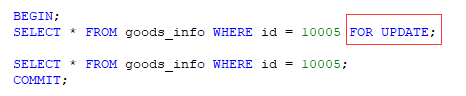 BEGIN;
SELECT * FROM goods_info WHERE id = 10005 FOR UPDATE;
SELECT * FROM goods_info WHERE id = 10005;
COMMIT;